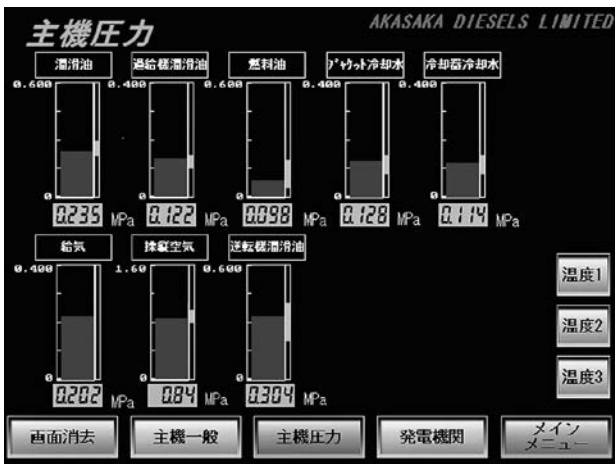 主機圧力
AKASAKA DIESELS LIMITED
潤滑油
過給機潤滑油
燃料油
ｼﾞｬｹｯﾄ冷却水
冷却器冷却水
0.600
0.400
0.600
0.400
0.400
0 0 0 0 0
0.235 MPa
0.122 MPa
0.098 MPa
0.128 MPa
0.114 MPa
給気
操縦空気
逆転機潤滑油
0.400
1.60
0.600
0 0 0
0.202 MPa
0.84 MPa
0.304 MPa
温度1
温度2
温度3
画面消去
主機一般
主機圧力
発電機関
メイン
メニュー